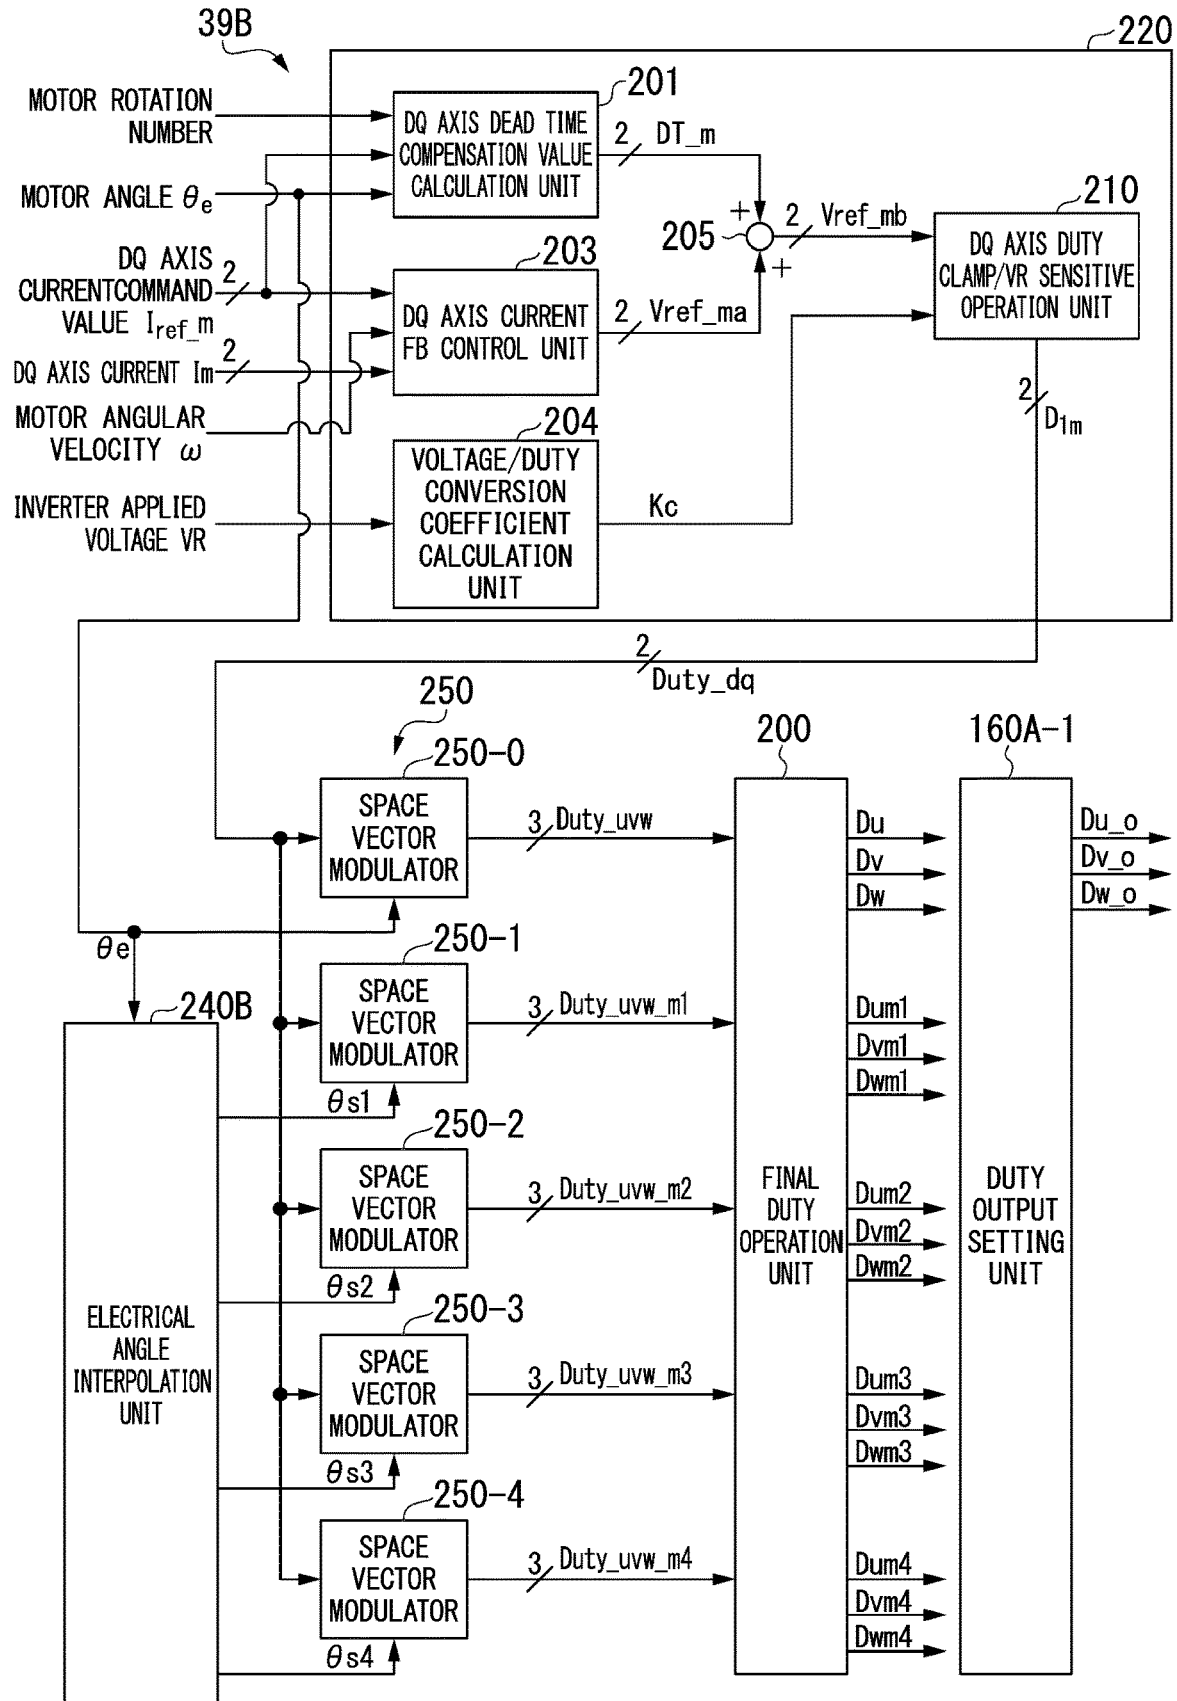 39B
220
MOTOR ROTATION
NUMBER
MOTOR ANGLE θe
DQ AXIS
CURRENTCOMMAND
VALUE Iref_m
2
DQ AXIS CURRENT Im
2
MOTOR ANGULAR
VELOCITY ω
INVERTER APPLIED
VOLTAGE VR
201
DQ AXIS DEAD TIME
COMPENSATION VALUE
CALCULATION UNIT
2
DT_m
203
DQ AXIS CURRENT
FB CONTROL UNIT
2
Vref_ma
204
VOLTAGE/DUTY
CONVERSION
COEFFICIENT
CALCULATION
UNIT
Kc
205
+
+
2
Vref_mb
210
DQ AXIS DUTY
CLAMP/VR SENSITIVE
OPERATION UNIT
2
D1m
2
Duty_dq
250
250-0
SPACE
VECTOR
MODULATOR
3
Duty_uvw
θe
240B
ELECTRICAL
ANGLE
INTERPOLATION
UNIT
250-1
SPACE
VECTOR
MODULATOR
θs1
3
Duty_uvw_m1
250-2
SPACE
VECTOR
MODULATOR
θs2
3
Duty_uvw_m2
250-3
SPACE
VECTOR
MODULATOR
θs3
3
Duty_uvw_m3
250-4
SPACE
VECTOR
MODULATOR
θs4
3
Duty_uvw_m4
200
FINAL
DUTY
OPERATION
UNIT
Du
Dv
Dw
Dum1
Dvm1
Dwm1
Dum2
Dvm2
Dwm2
Dum3
Dvm3
Dwm3
Dum4
Dvm4
Dwm4
160A-1
DUTY
OUTPUT
SETTING
UNIT
Du_o
Dv_o
Dw_o